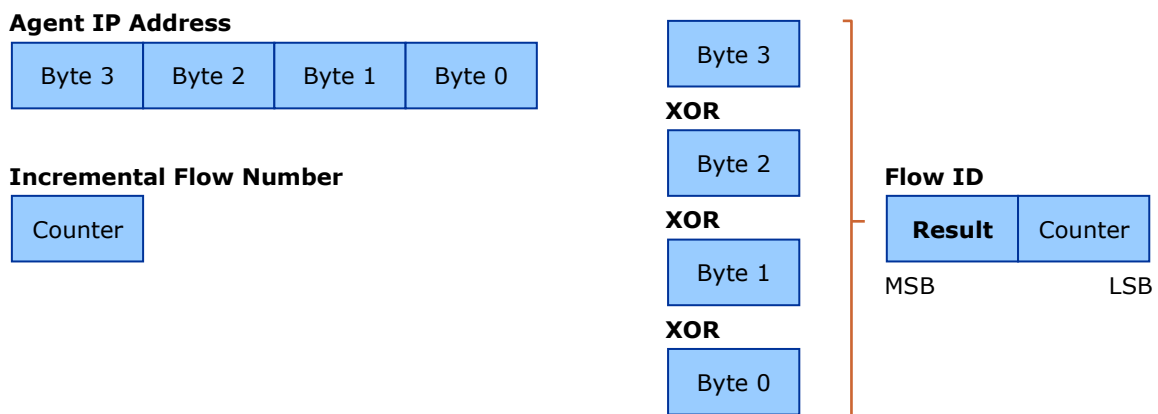 Agent IP Address
Byte 3 Byte 2 Byte 1 Byte 0
Incremental Flow Number
Counter
Byte 3
XOR
Byte 2
XOR
Byte 1
XOR
Byte 0
Flow ID
Result Counter
MSB LSB